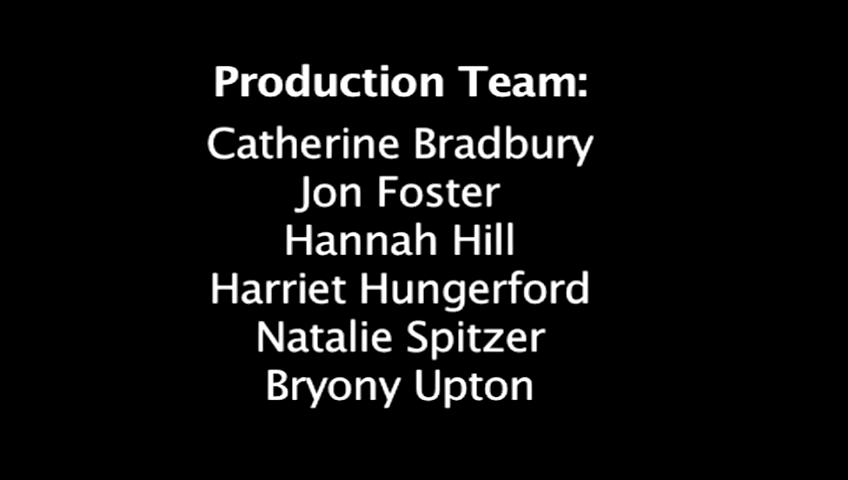 Production Team:
Catherine Bradbury
Jon Foster
Hannah Hill
Harriet Hungerford
Natalie Spitzer
Bryony Upton